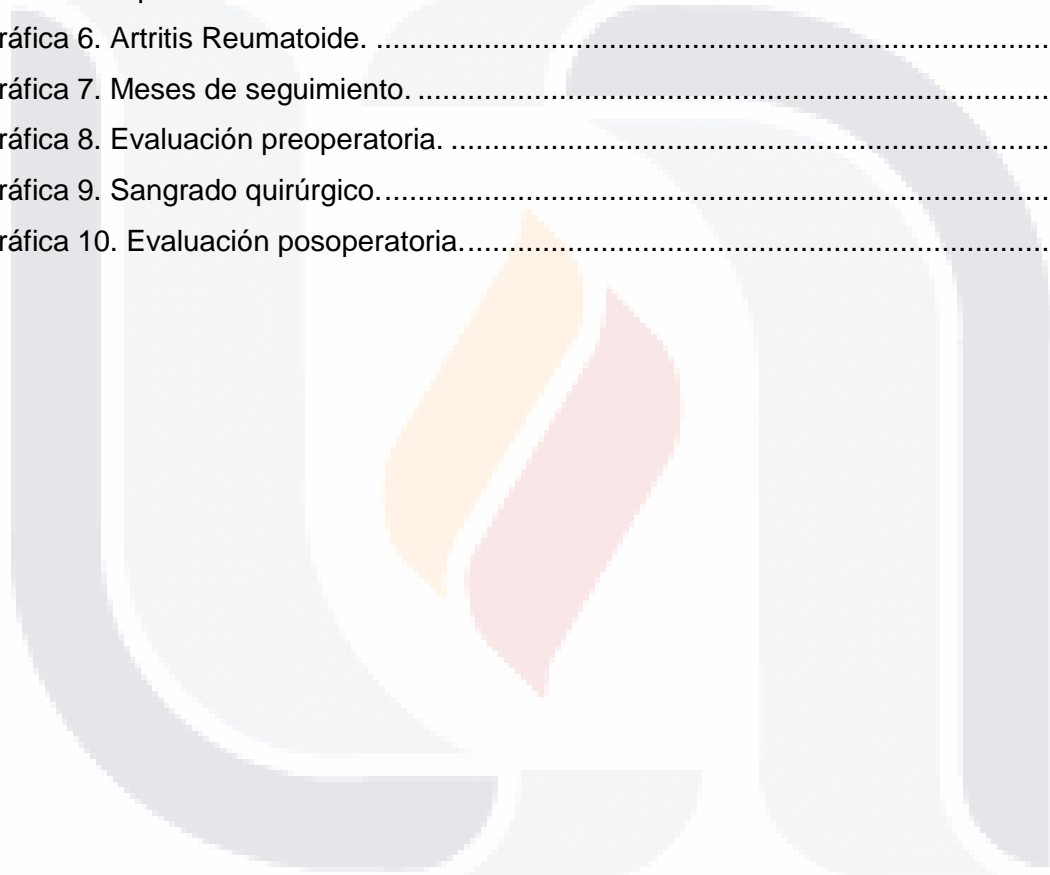 ráfica 6. Artritis Reumatoide. ........................................................................................
ráfica 7. Meses de seguimiento. ...................................................................................
ráfica 8. Evaluación preoperatoria. ...............................................................................
ráfica 9. Sangrado quirúrgico. .......................................................................................
ráfica 10. Evaluación posoperatoria. .............................................................................